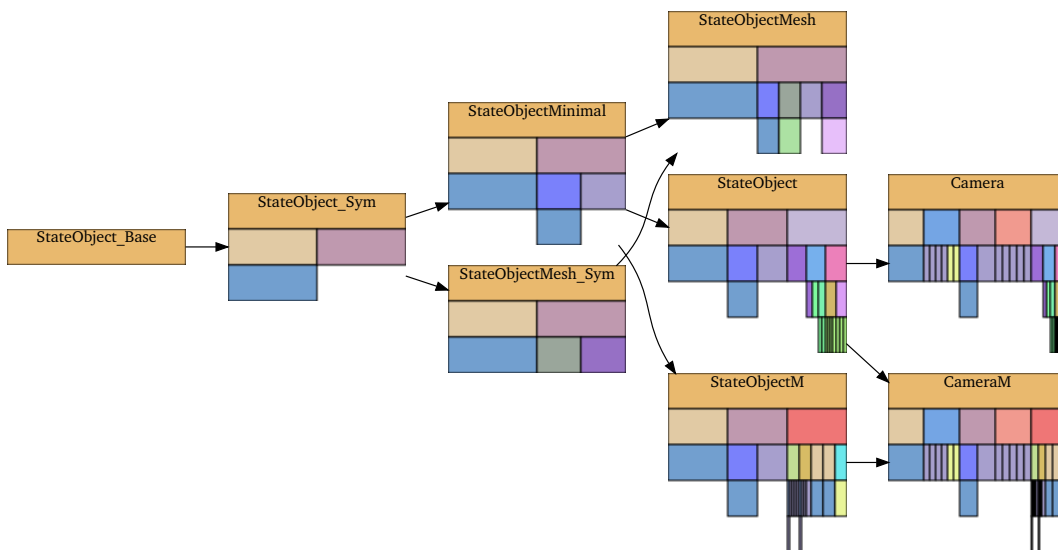 StateObjectMesh
StateObjectMinimal
StateObject
Camera
StateObject_Sym
StateObject_Base
StateObjectMesh_Sym
StateObjectM
CameraM